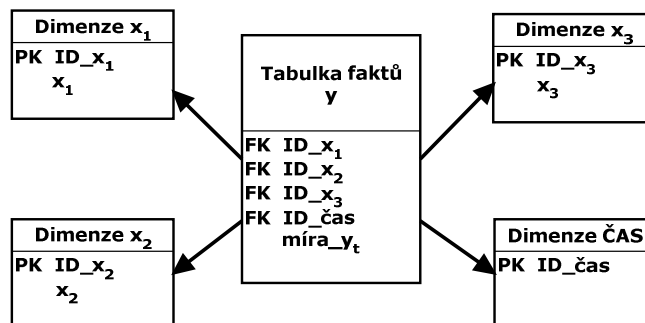 Dimenze x₁
PK ID_x₁
x₁
Tabulka faktů
y
FK ID_x₁
FK ID_x₂
FK ID_x₃
FK ID_čas
míra_yₜ
Dimenze x₃
PK ID_x₃
x₃
Dimenze x₂
PK ID_x₂
x₂
Dimenze ČAS
PK ID_čas